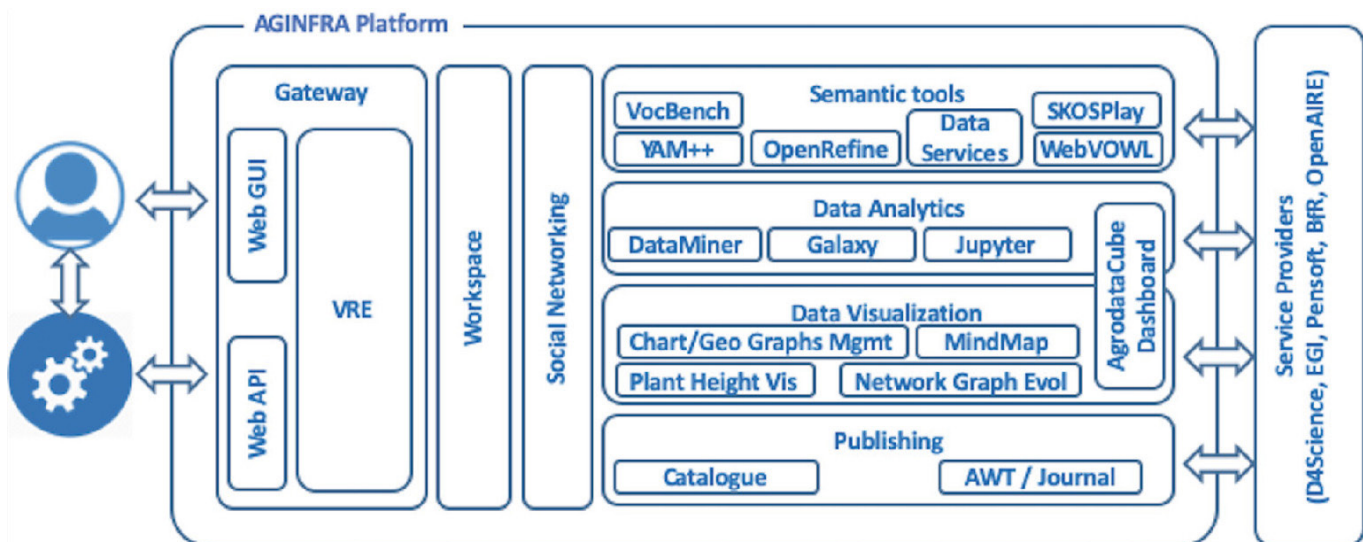 AGINFRA Platform
Gateway
Web GUI
Web API
VRE
Workspace
Social Networking
Semantic tools
VocBench
YAM++
OpenRefine
Data
Services
SKOSPlay
WebVOWL
Data Analytics
DataMiner
Galaxy
Jupyter
AgrodataCube
Dashboard
Data Visualization
Chart/Geo Graphs Mgmt
MindMap
Plant Height Vis
Network Graph Evol
Publishing
Catalogue
AWT / Journal
Service Providers
(D4Science, EGI, Pensoft, BfR, OpenAIRE)